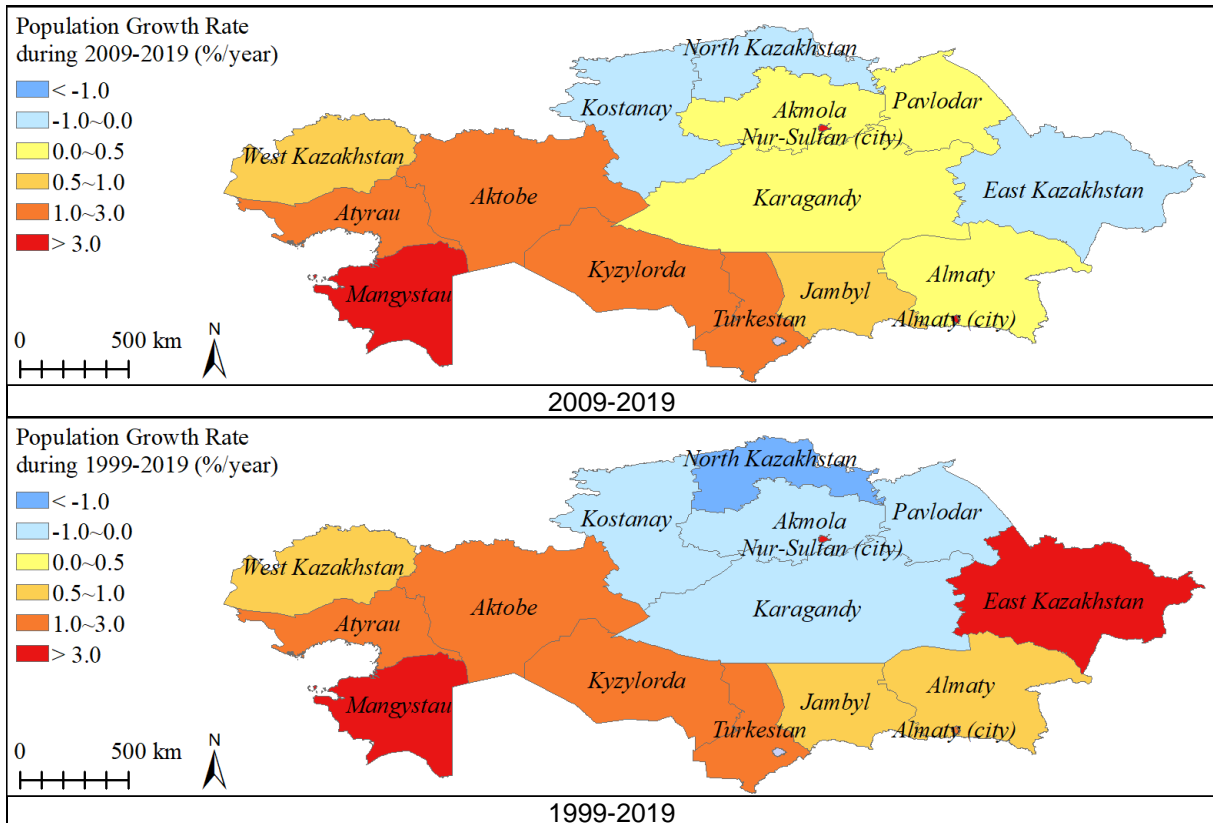 Population Growth Rate
during 2009-2019 (%/year)
< -1.0
-1.0~0.0
0.0~0.5
0.5~1.0
1.0~3.0
> 3.0
North Kazakhstan
Kostanay
Akmola
Pavlodar
Nur-Sultan (city)
West Kazakhstan
Aktobe
Karagandy
East Kazakhstan
Atyrau
Kyzylorda
Almaty
Mangystau
Jambyl
Turkestan
Almaty (city)
0 500 km
N
2009-2019
Population Growth Rate
during 1999-2019 (%/year)
< -1.0
-1.0~0.0
0.0~0.5
0.5~1.0
1.0~3.0
> 3.0
North Kazakhstan
Kostanay
Akmola
Pavlodar
Nur-Sultan (city)
West Kazakhstan
Aktobe
Karagandy
East Kazakhstan
Atyrau
Kyzylorda
Almaty
Mangystau
Jambyl
Turkestan
Almaty (city)
0 500 km
N
1999-2019